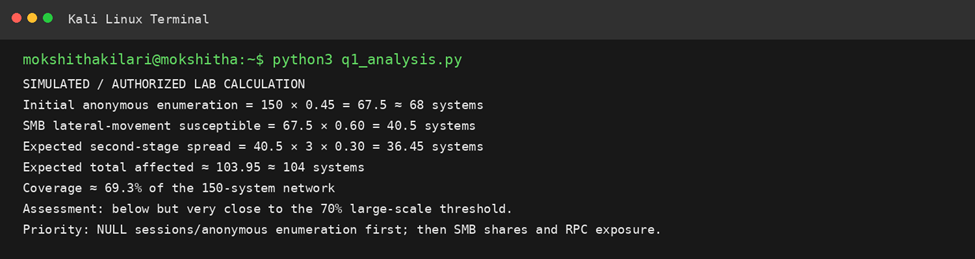 Kali Linux Terminal
mokshithakilari@mokshitha:~$ python3 q1_analysis.py
SIMULATED / AUTHORIZED LAB CALCULATION
Initial anonymous enumeration = 150 × 0.45 = 67.5 ≈ 68 systems
SMB lateral-movement susceptible = 67.5 × 0.60 = 40.5 systems
Expected second-stage spread = 40.5 × 3 × 0.30 = 36.45 systems
Expected total affected ≈ 103.95 ≈ 104 systems
Coverage ≈ 69.3% of the 150-system network
Assessment: below but very close to the 70% large-scale threshold.
Priority: NULL sessions/anonymous enumeration first; then SMB shares and RPC exposure.